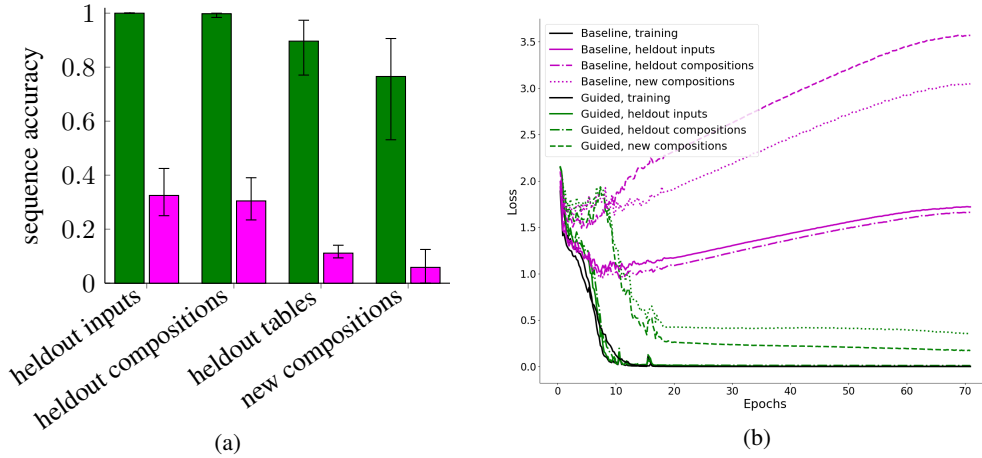 1
0.8
0.6
0.4
0.2
0
sequence accuracy
heldout inputs
heldout compositions
heldout tables
new compositions
(a)
3.5
3.0
2.5
2.0
1.5
1.0
0.5
0.0
Loss
Baseline, training
Baseline, heldout inputs
Baseline, heldout compositions
Baseline, new compositions
Guided, training
Guided, heldout inputs
Guided, heldout compositions
Guided, new compositions
0 10 20 30 40 50 60 70
Epochs
(b)